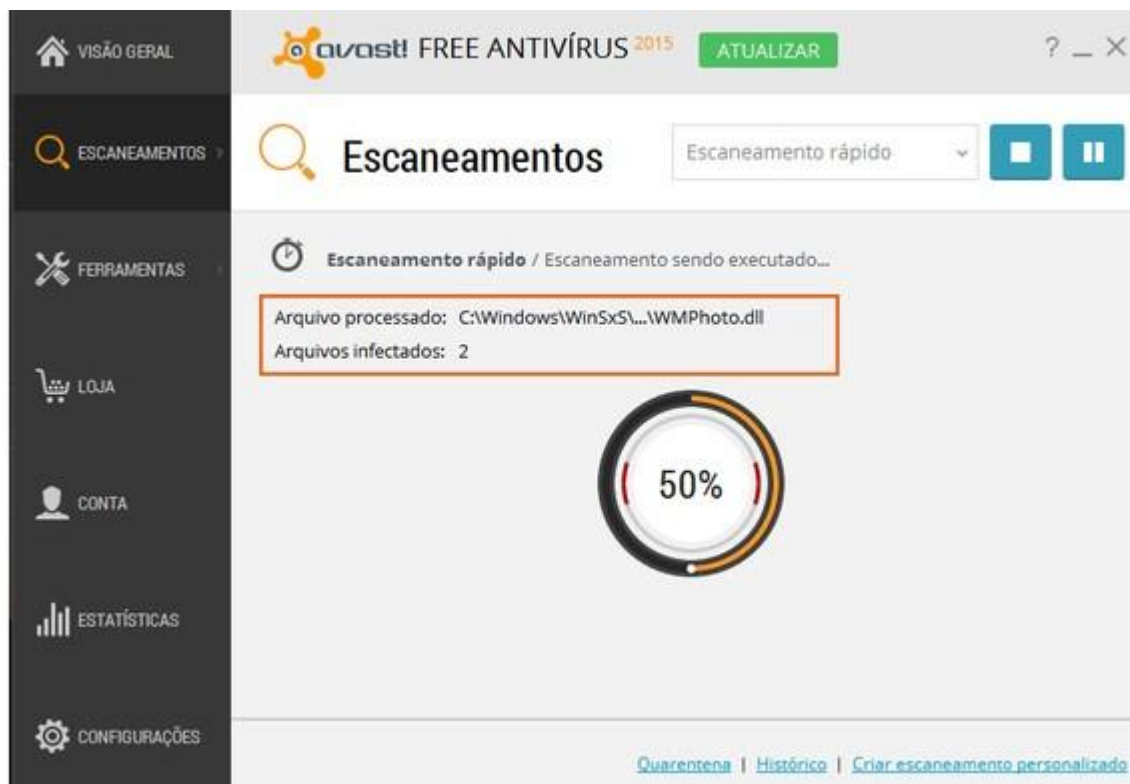 VISÃO GERAL
avast! FREE ANTIVÍRUS 2015
ATUALIZAR
? _ X
ESCANEAMENTOS
Escaneamentos
Escaneamento rápido
FERRAMENTAS
Escaneamento rápido / Escaneamento sendo executado...
Arquivo processado: C:\Windows\WinSxS\...\WMPhoto.dll
Arquivos infectados: 2
LOJA
50%
CONTA
ESTATÍSTICAS
CONFIGURAÇÕES
Quarentena | Histórico | Criar escaneamento personalizado